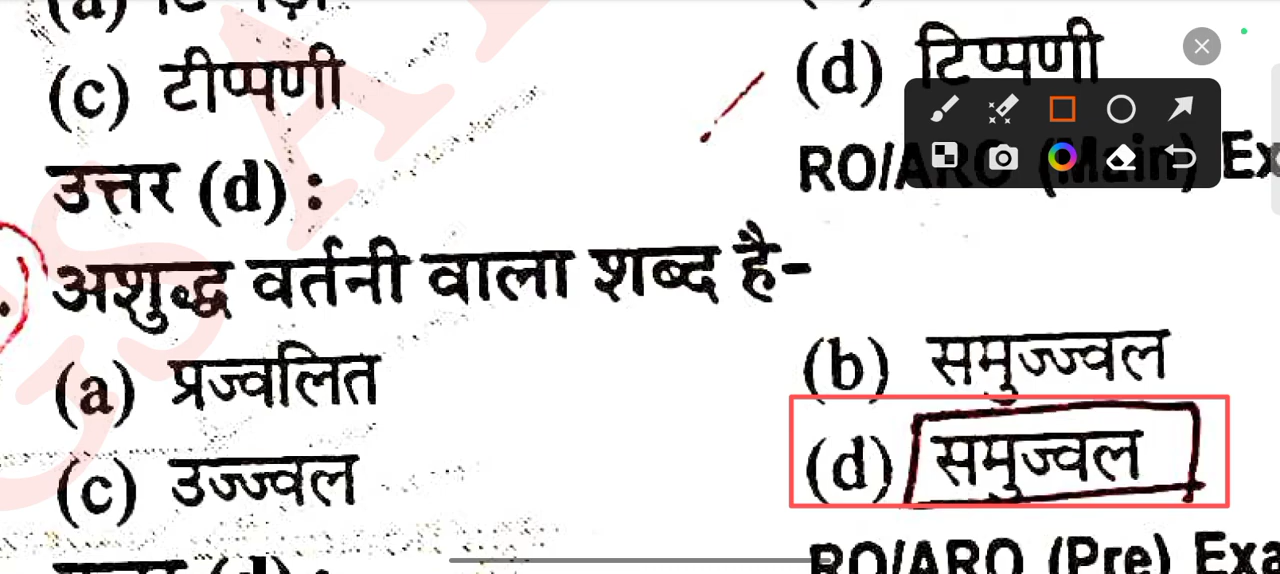 (c) टीप्पणी
(d) टिप्पणी
उत्तर (d) :
RO/ARO (Main) Ex
अशुद्ध वर्तनी वाला शब्द है-
(a) प्रज्वलित
(b) समुज्ज्वल
(c) उज्ज्वल
(d) समुज्वल
RO/ARO (Pre) Exa